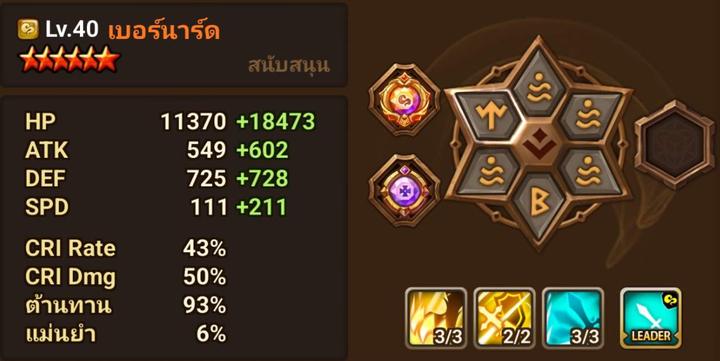 Lv.40 เบอร์นาร์ด
สนับสนุน
HP 11370 +18473
ATK 549 +602
DEF 725 +728
SPD 111 +211
CRI Rate 43%
CRI Dmg 50%
ต้านทาน 93%
แม่นยำ 6%
3/3 2/2 3/3 LEADER